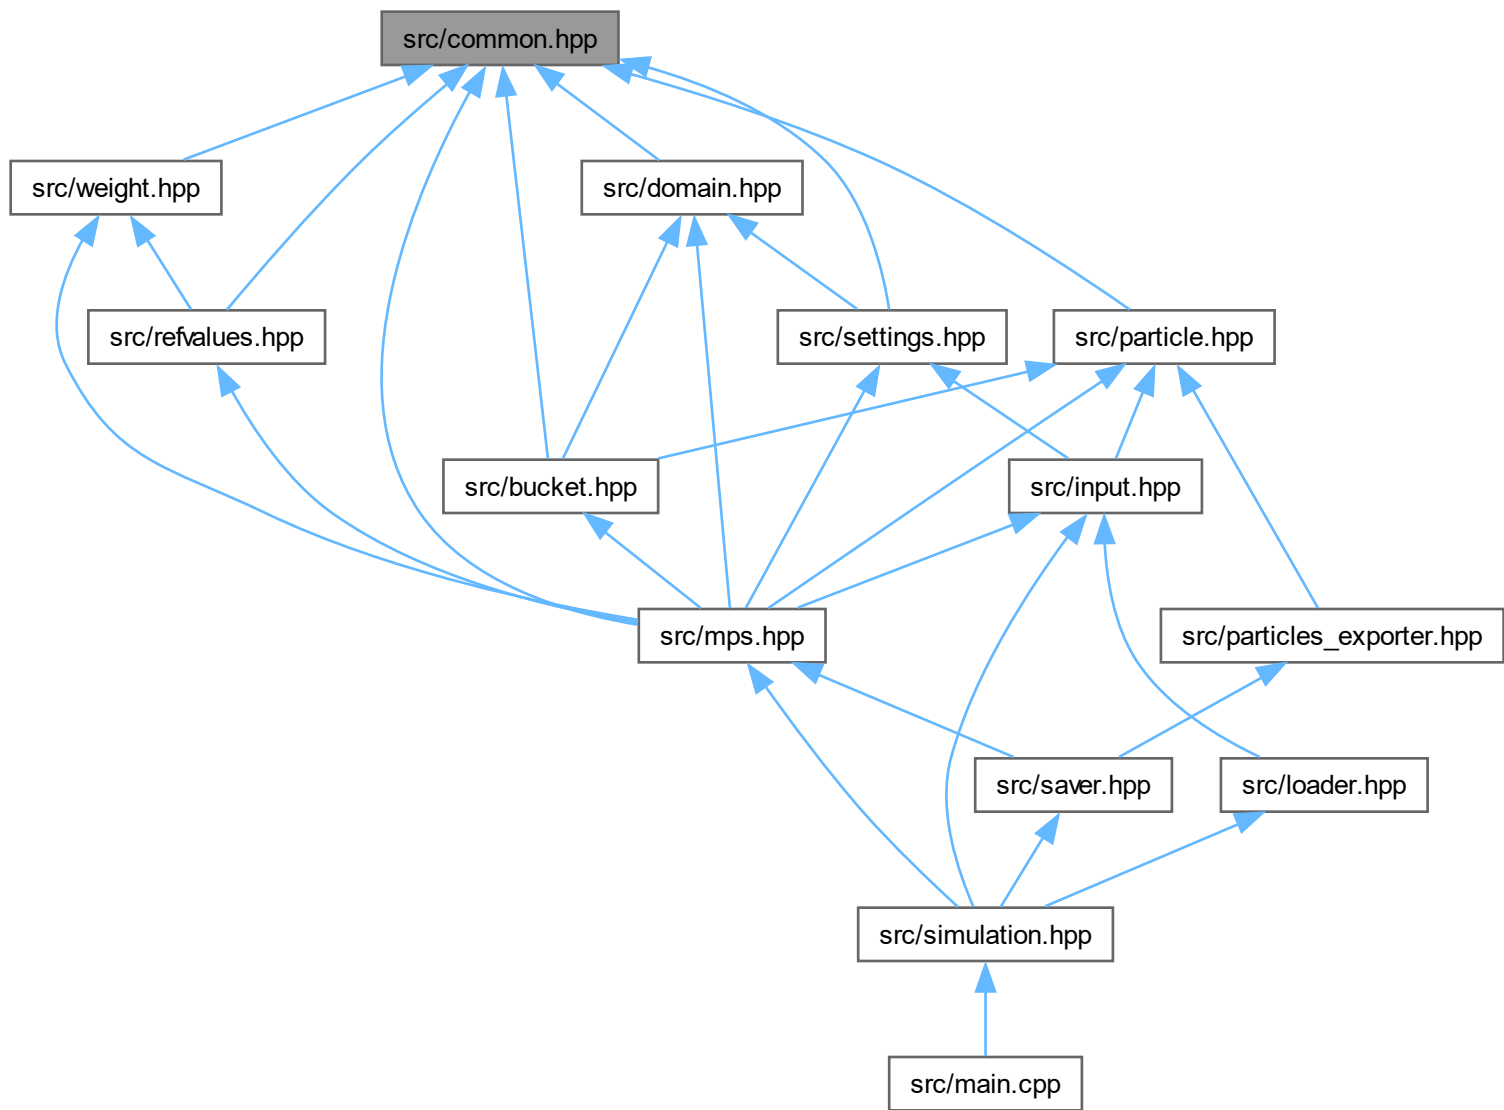 src/common.hpp
src/weight.hpp
src/domain.hpp
src/refvalues.hpp
src/settings.hpp
src/particle.hpp
src/bucket.hpp
src/input.hpp
src/mps.hpp
src/particles_exporter.hpp
src/saver.hpp
src/loader.hpp
src/simulation.hpp
src/main.cpp